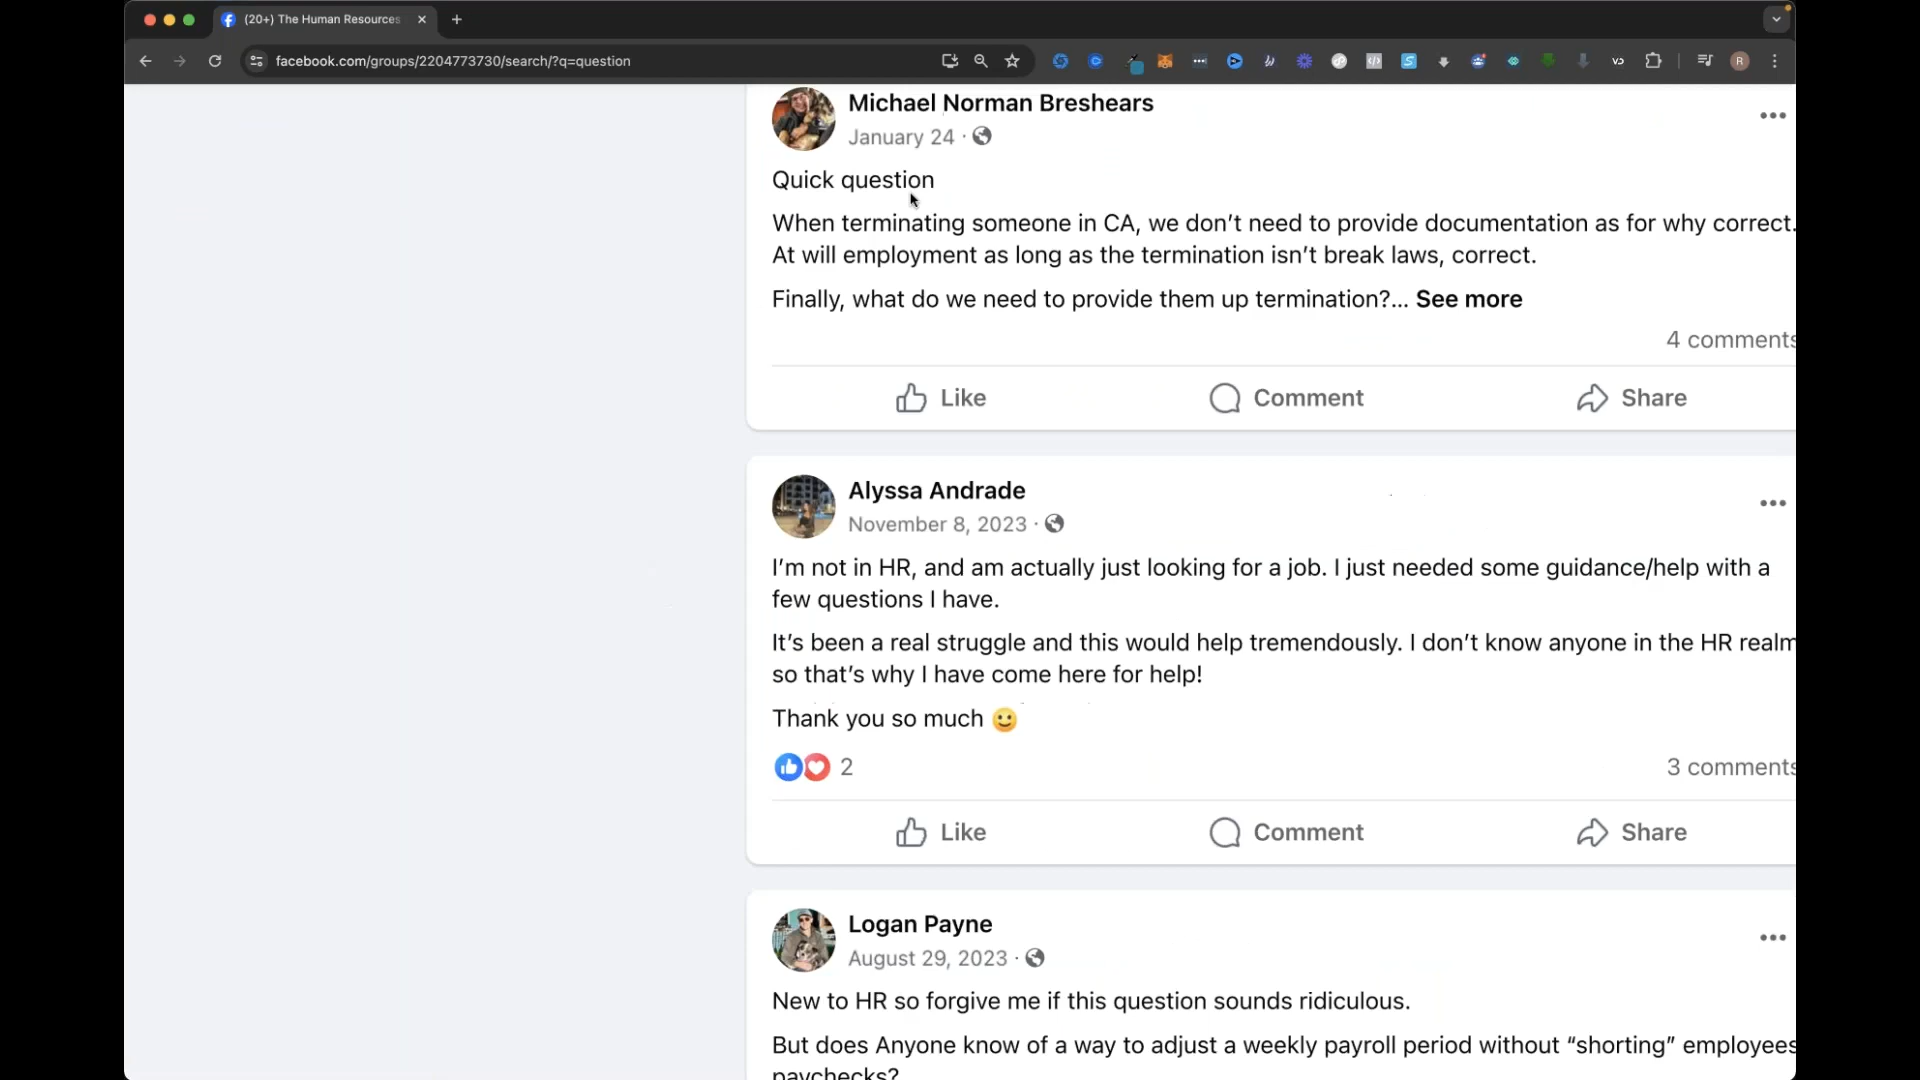 (20+) The Human Resources
facebook.com/groups/2204773730/search/?q=question
R
Michael Norman Breshears
January 24 ·
Quick question
When terminating someone in CA, we don’t need to provide documentation as for why correct.
At will employment as long as the termination isn’t break laws, correct.
Finally, what do we need to provide them up termination?... See more
4 comments
Like Comment Share
Alyssa Andrade
November 8, 2023 ·
I’m not in HR, and am actually just looking for a job. I just needed some guidance/help with a
few questions I have.
It’s been a real struggle and this would help tremendously. I don’t know anyone in the HR realm
so that’s why I have come here for help!
Thank you so much 🙂
2
3 comments
Like Comment Share
Logan Payne
August 29, 2023 ·
New to HR so forgive me if this question sounds ridiculous.
But does Anyone know of a way to adjust a weekly payroll period without “shorting” employees
paychecks?